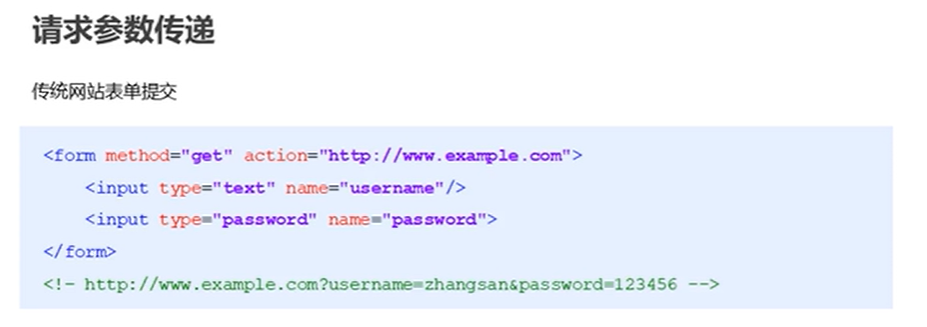 请求参数传递
传统网站表单提交
<form method="get" action="http://www.example.com">
<input type="text" name="username"/>
<input type="password" name="password">
</form>
<!- http://www.example.com?username=zhangsan&password=123456 -->